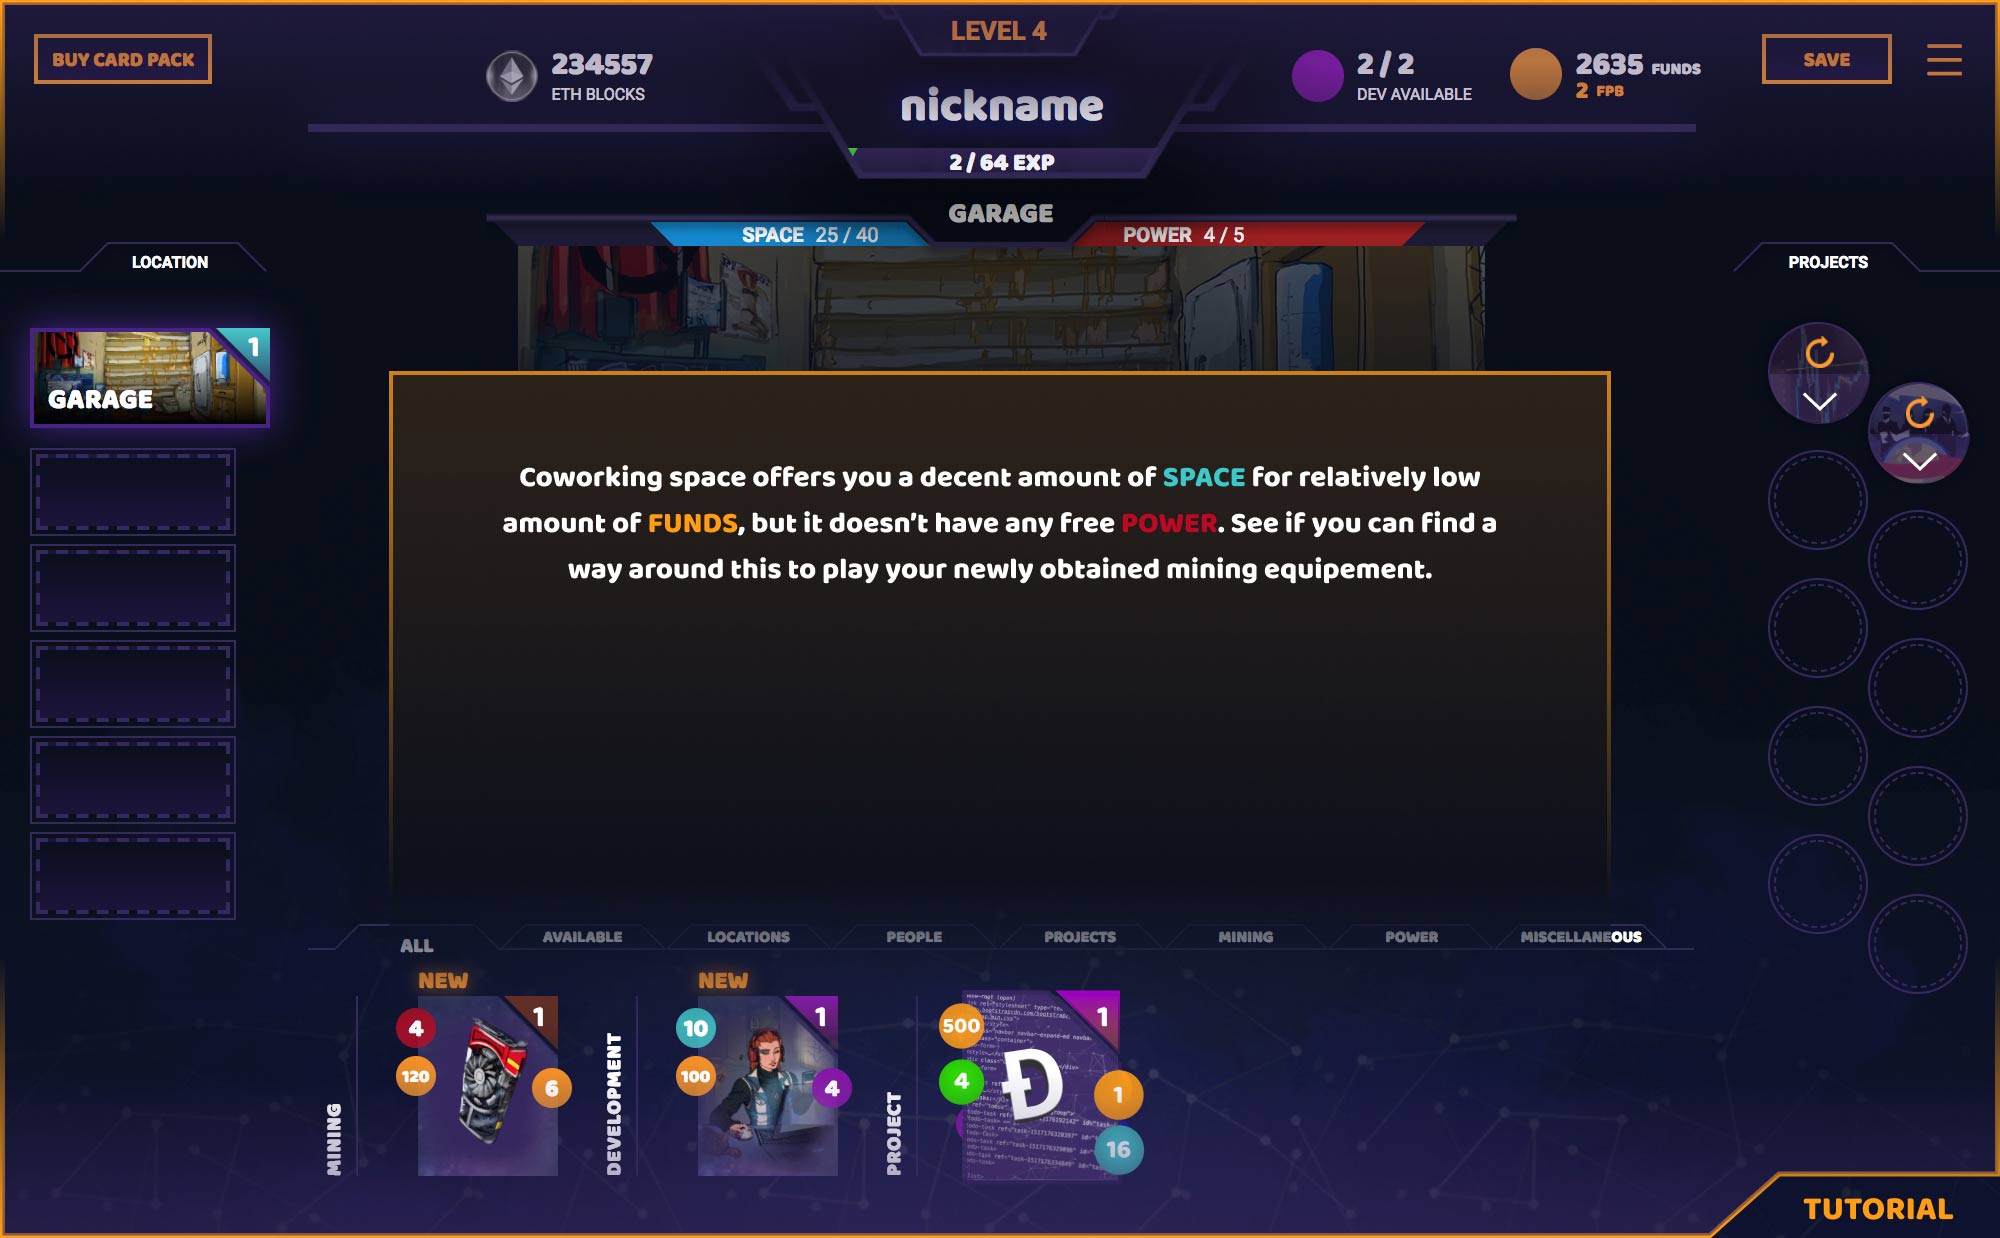 LEVEL 4
BUY CARD PACK
234557
ETH BLOCKS
nickname
2 / 2
DEV AVAILABLE
2635 FUNDS
2 FPB
SAVE
2 / 64 EXP
GARAGE
SPACE 25 / 40
POWER 4 / 5
LOCATION
PROJECTS
1
GARAGE
Coworking space offers you a decent amount of SPACE for relatively low
amount of FUNDS, but it doesn't have any free POWER. See if you can find a
way around this to play your newly obtained mining equipement.
ALL
AVAILABLE
LOCATIONS
PEOPLE
PROJECTS
MINING
POWER
MISCELLANEOUS
MINING
NEW
1
4
120
6
DEVELOPMENT
NEW
1
10
100
4
PROJECT
1
500
4
Đ
1
16
TUTORIAL